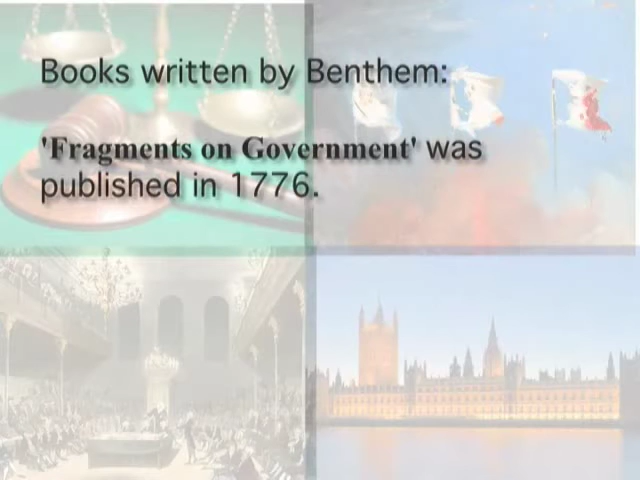 Books written by Benthem:
'Fragments on Government' was
published in 1776.